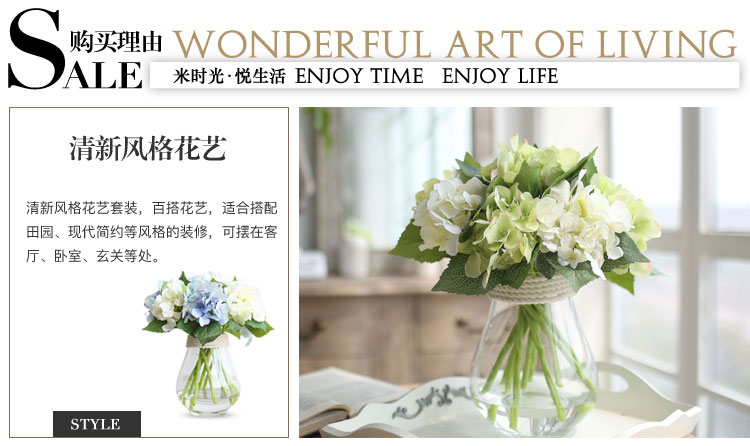 购买理由
SALE
WONDERFUL ART OF LIVING
米时光·悦生活 ENJOY TIME ENJOY LIFE
清新风格花艺
清新风格花艺套装，百搭花艺，适合搭配
田园、现代简约等风格的装修，可摆在客
厅、卧室、玄关等处。
STYLE